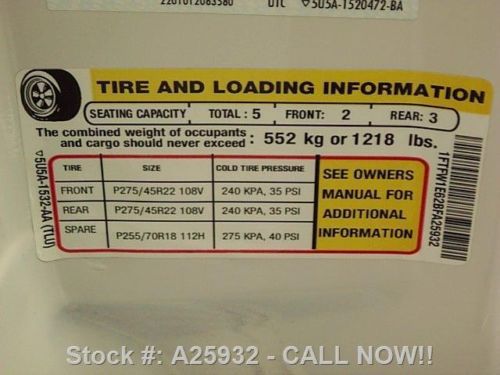 2201012063580 UTC ▽5U5A-1520472-BA
TIRE AND LOADING INFORMATION
SEATING CAPACITY TOTAL : 5 FRONT: 2 REAR: 3
The combined weight of occupants
and cargo should never exceed : 552 kg or 1218 lbs.
TIRE SIZE COLD TIRE PRESSURE
FRONT P275/45R22 108V 240 KPA, 35 PSI
REAR P275/45R22 108V 240 KPA, 35 PSI
SPARE P255/70R18 112H 275 KPA, 40 PSI
SEE OWNERS
MANUAL FOR
ADDITIONAL
INFORMATION
▽5U5A-1532-AA (TLU)
1FTFW1E62BFA25932
Stock #: A25932 - CALL NOW!!